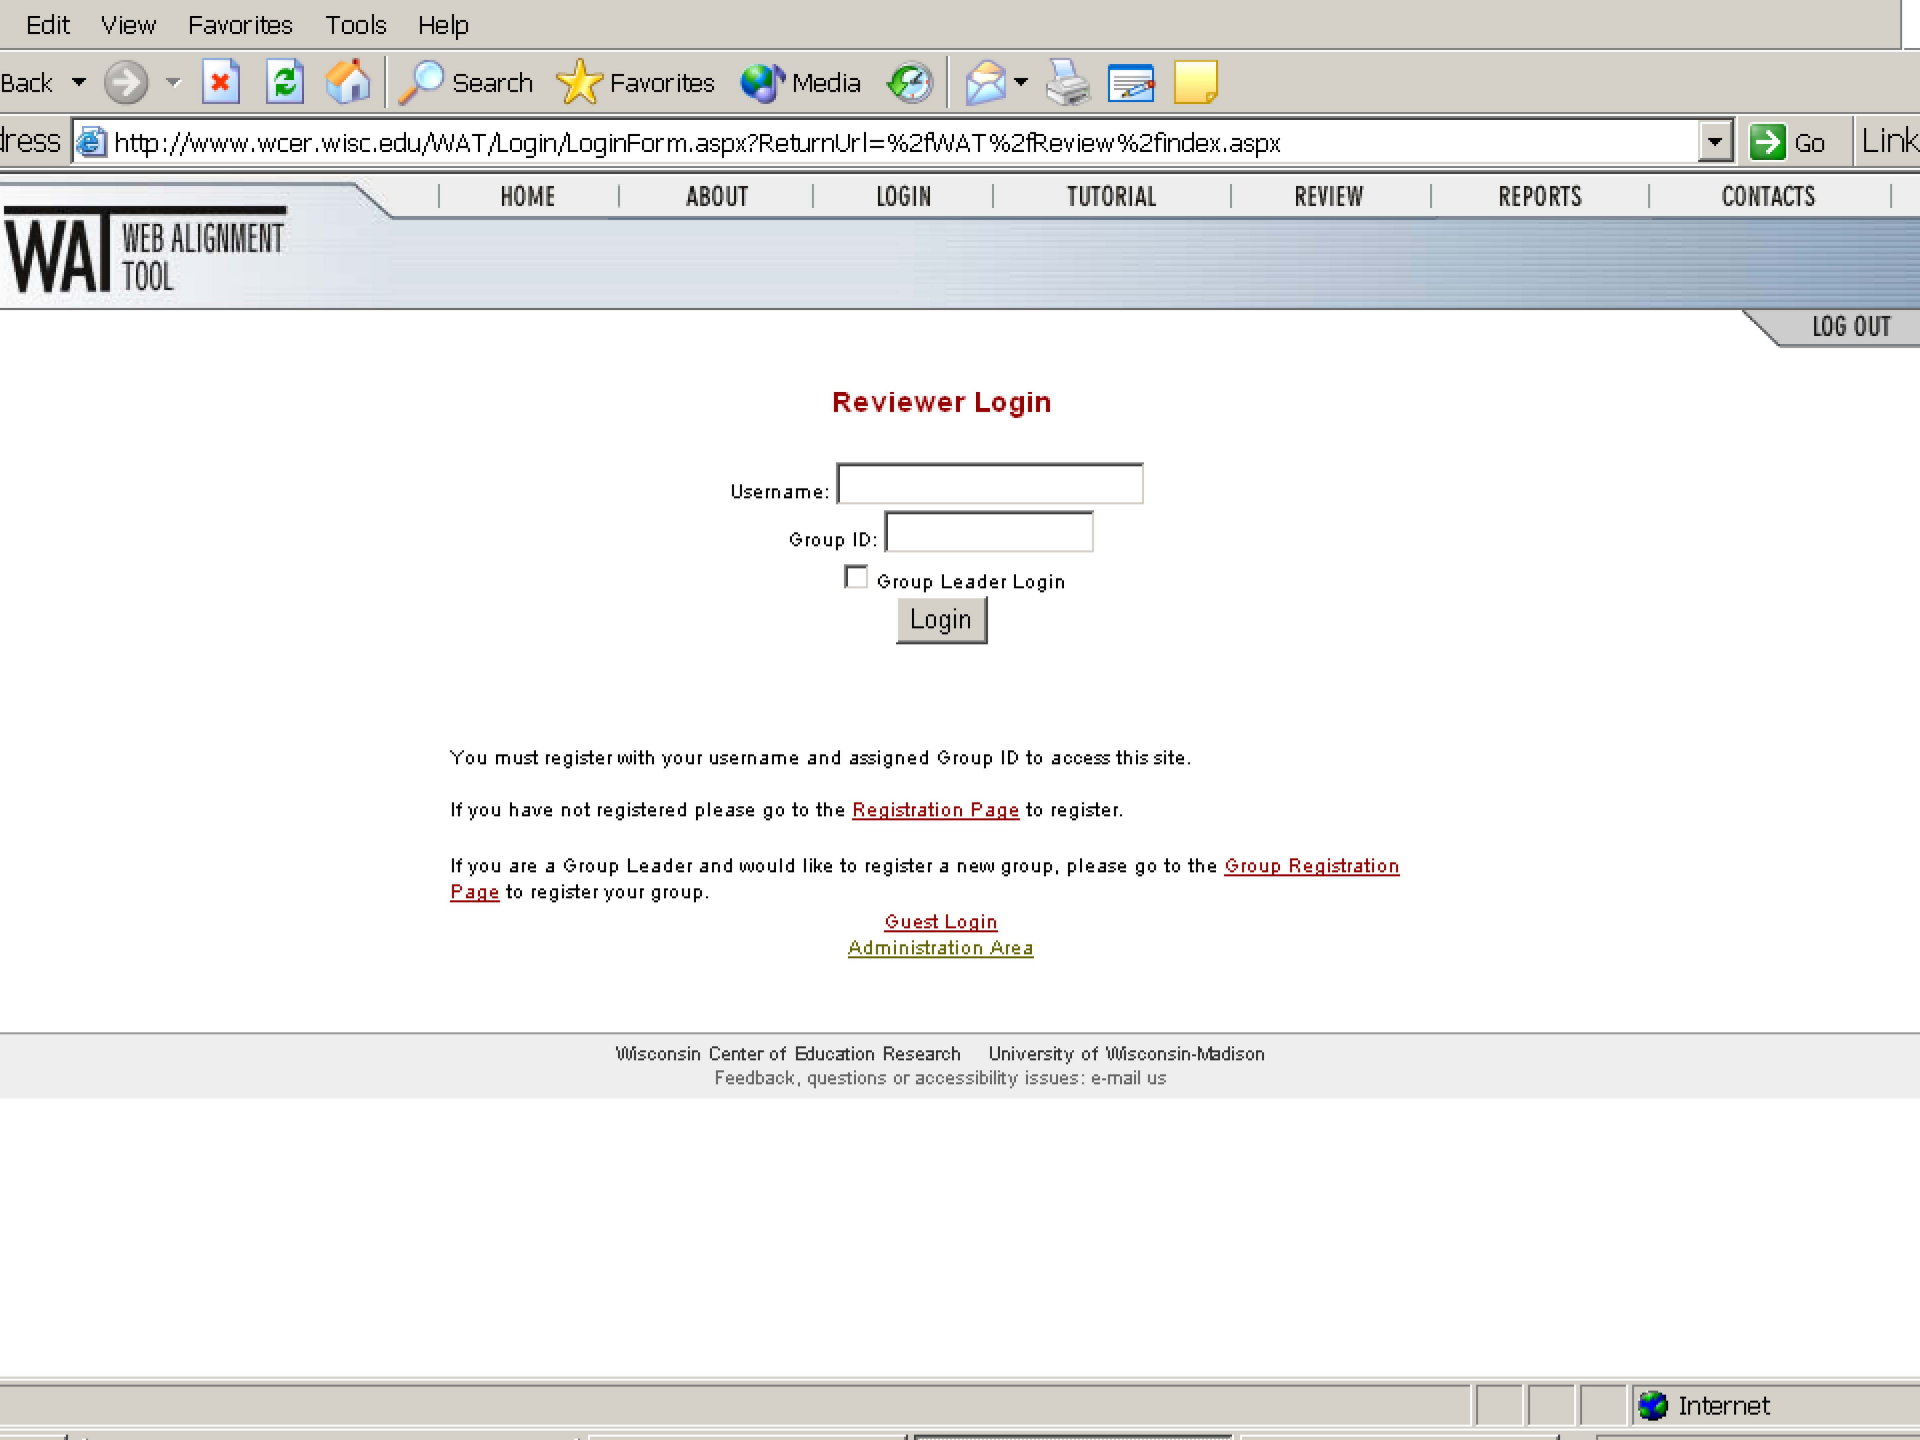 Edit View Favorites Tools Help
Back Search Favorites Media
http://www.wcer.wisc.edu/WAT/Login/LoginForm.aspx?ReturnUrl=%2fWAT%2fReview%2findex.aspx Go
HOME ABOUT LOGIN TUTORIAL REVIEW REPORTS CONTACTS
WAT WEB ALIGNMENT
TOOL
LOG OUT
Reviewer Login
Username:
Group ID:
Group Leader Login
Login
You must register with your username and assigned Group ID to access this site.
If you have not registered please go to the Registration Page to register.
If you are a Group Leader and would like to register a new group, please go to the Group Registration
Page to register your group.
Guest Login
Administration Area
Wisconsin Center of Education Research University of Wisconsin-Madison
Feedback, questions or accessibility issues: e-mail us
Internet